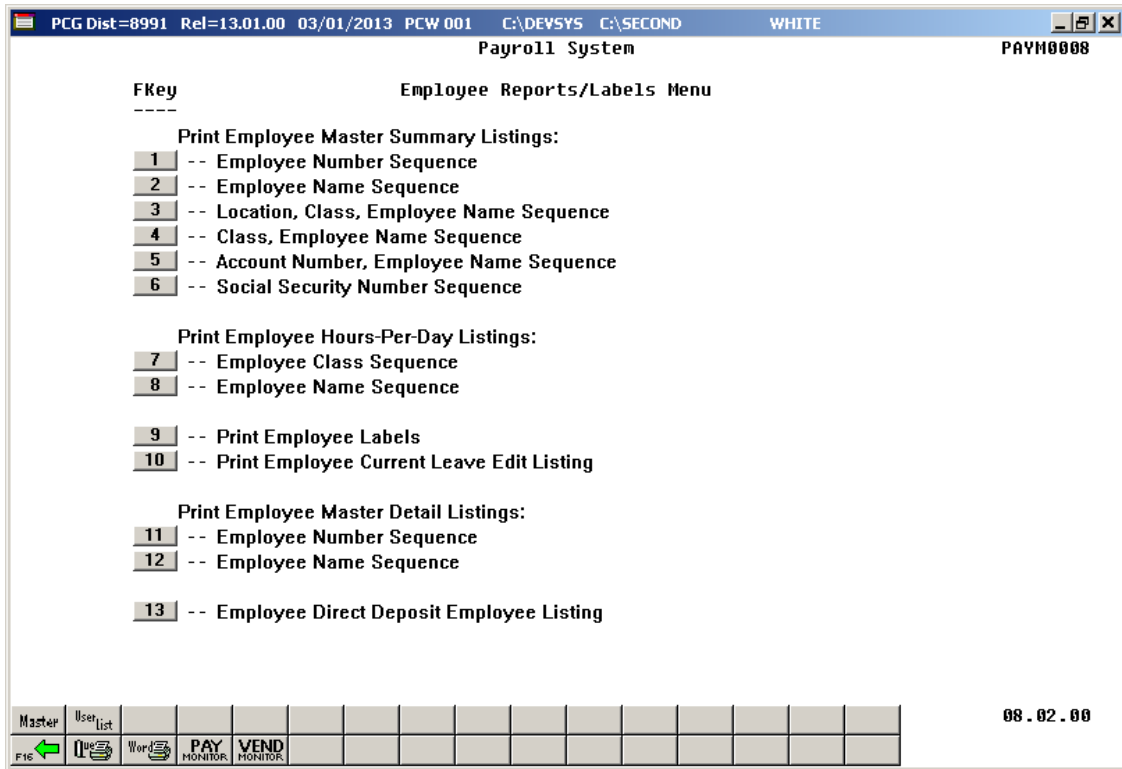 PCG Dist=8991 Rel=13.01.00 03/01/2013 PCW 001 C:\DEVSYS C:\SECOND WHITE
Payroll System PAYM0008
FKey Employee Reports/Labels Menu
----
Print Employee Master Summary Listings:
1 -- Employee Number Sequence
2 -- Employee Name Sequence
3 -- Location, Class, Employee Name Sequence
4 -- Class, Employee Name Sequence
5 -- Account Number, Employee Name Sequence
6 -- Social Security Number Sequence
Print Employee Hours-Per-Day Listings:
7 -- Employee Class Sequence
8 -- Employee Name Sequence
9 -- Print Employee Labels
10 -- Print Employee Current Leave Edit Listing
Print Employee Master Detail Listings:
11 -- Employee Number Sequence
12 -- Employee Name Sequence
13 -- Employee Direct Deposit Employee Listing
Master User List 08.02.00
F16 Que Word PAY MONITOR VEND MONITOR